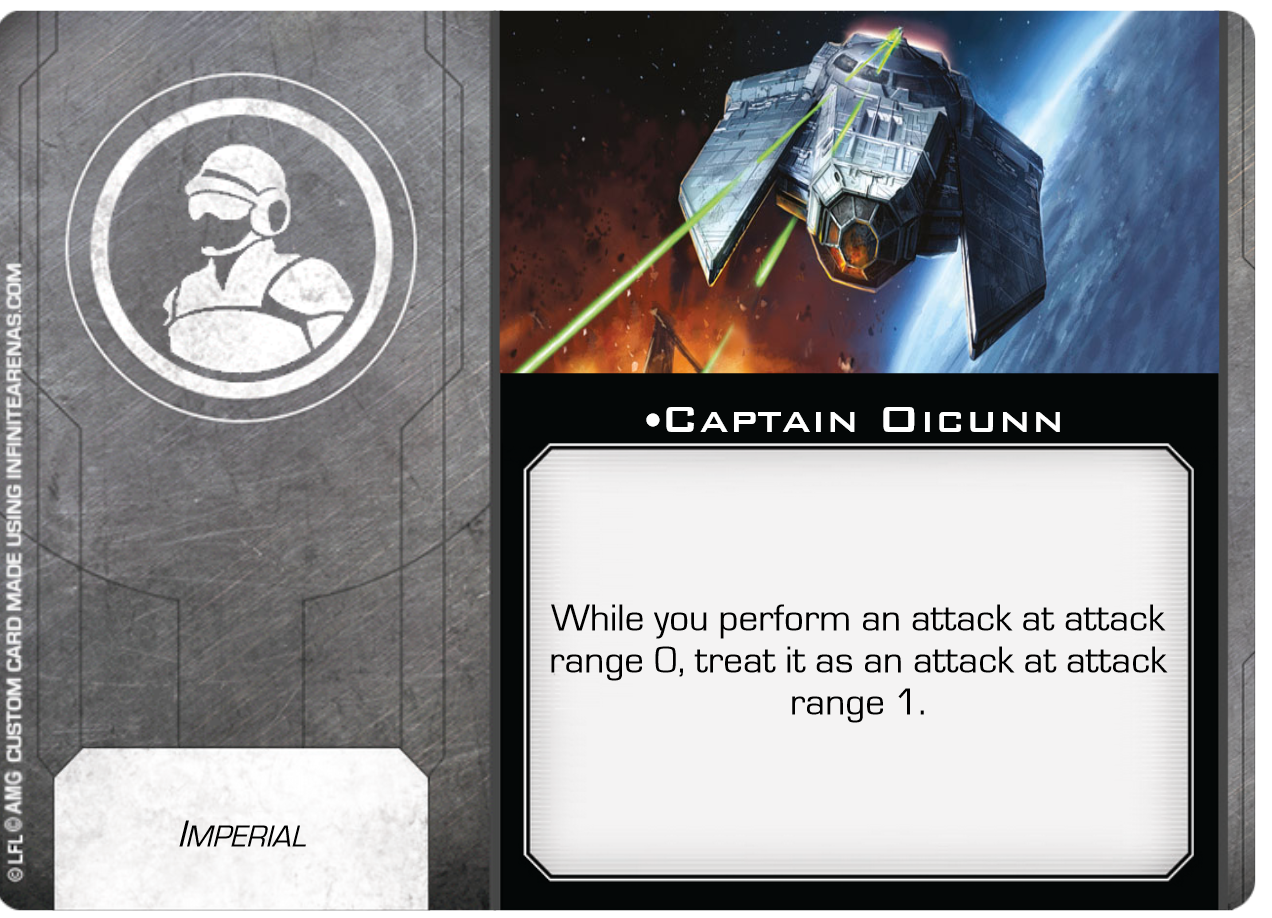 •Captain Oicunn
While you perform an attack at attack
range 0, treat it as an attack at attack
range 1.
Imperial
©LFL ©AMG CUSTOM CARD MADE USING INFINITEARENAS.COM